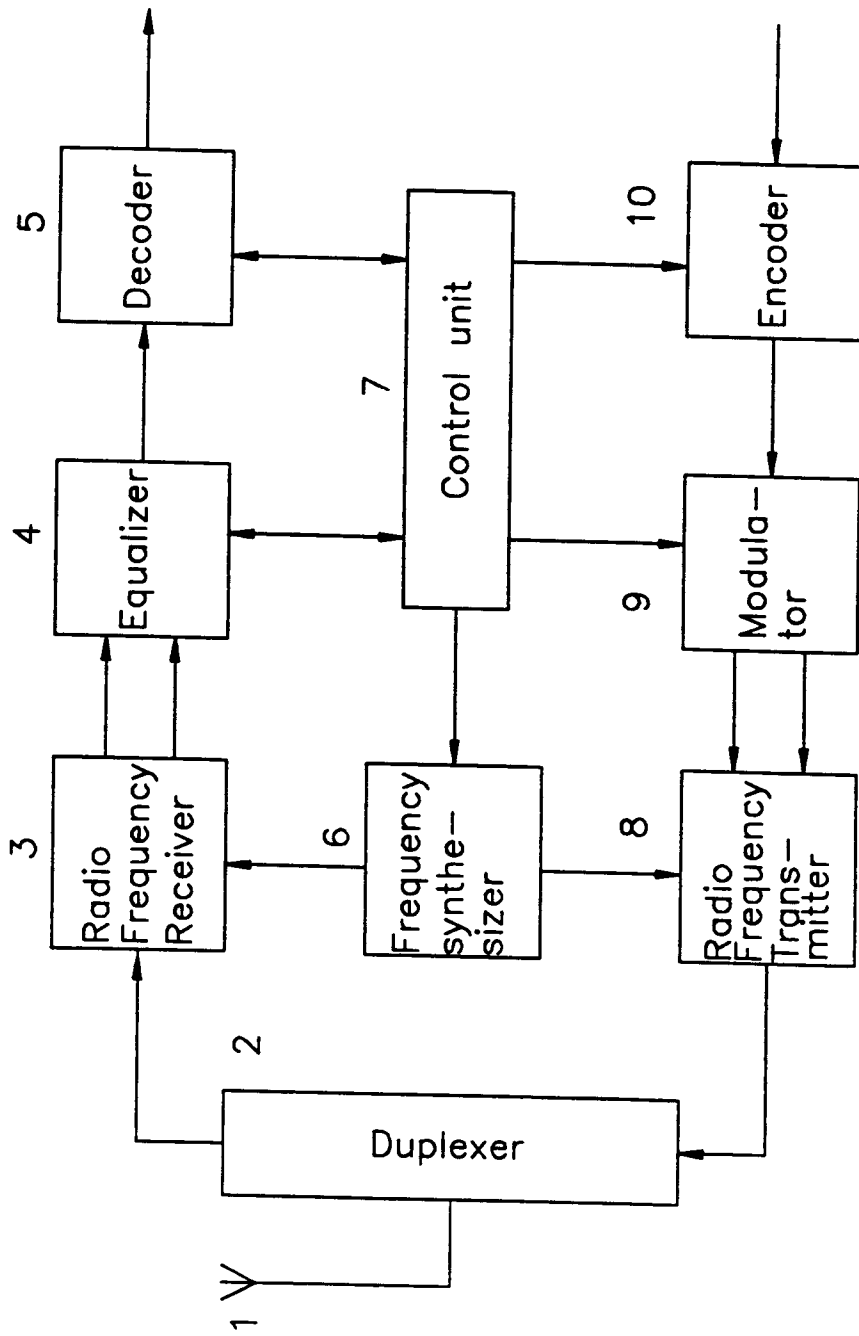 1
2
Duplexer
3
Radio
Frequency
Receiver
4
Equalizer
5
Decoder
6
Frequency
synthe-
sizer
7
Control unit
8
Radio
Frequency
Trans-
mitter
9
Modula-
tor
10
Encoder